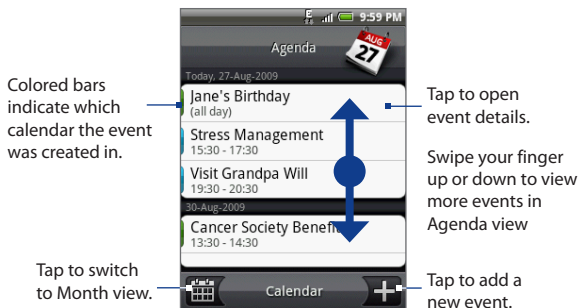 9:59 PM
Agenda
AUG
27
Today, 27-Aug-2009
Jane's Birthday
(all day)
Stress Management
15:30 - 17:30
Visit Grandpa Will
19:30 - 20:30
30-Aug-2009
Cancer Society Benefi
13:30 - 14:30
Calendar
Colored bars
indicate which
calendar the event
was created in.
Tap to switch
to Month view.
Tap to open
event details.
Swipe your finger
up or down to view
more events in
Agenda view
Tap to add a
new event.